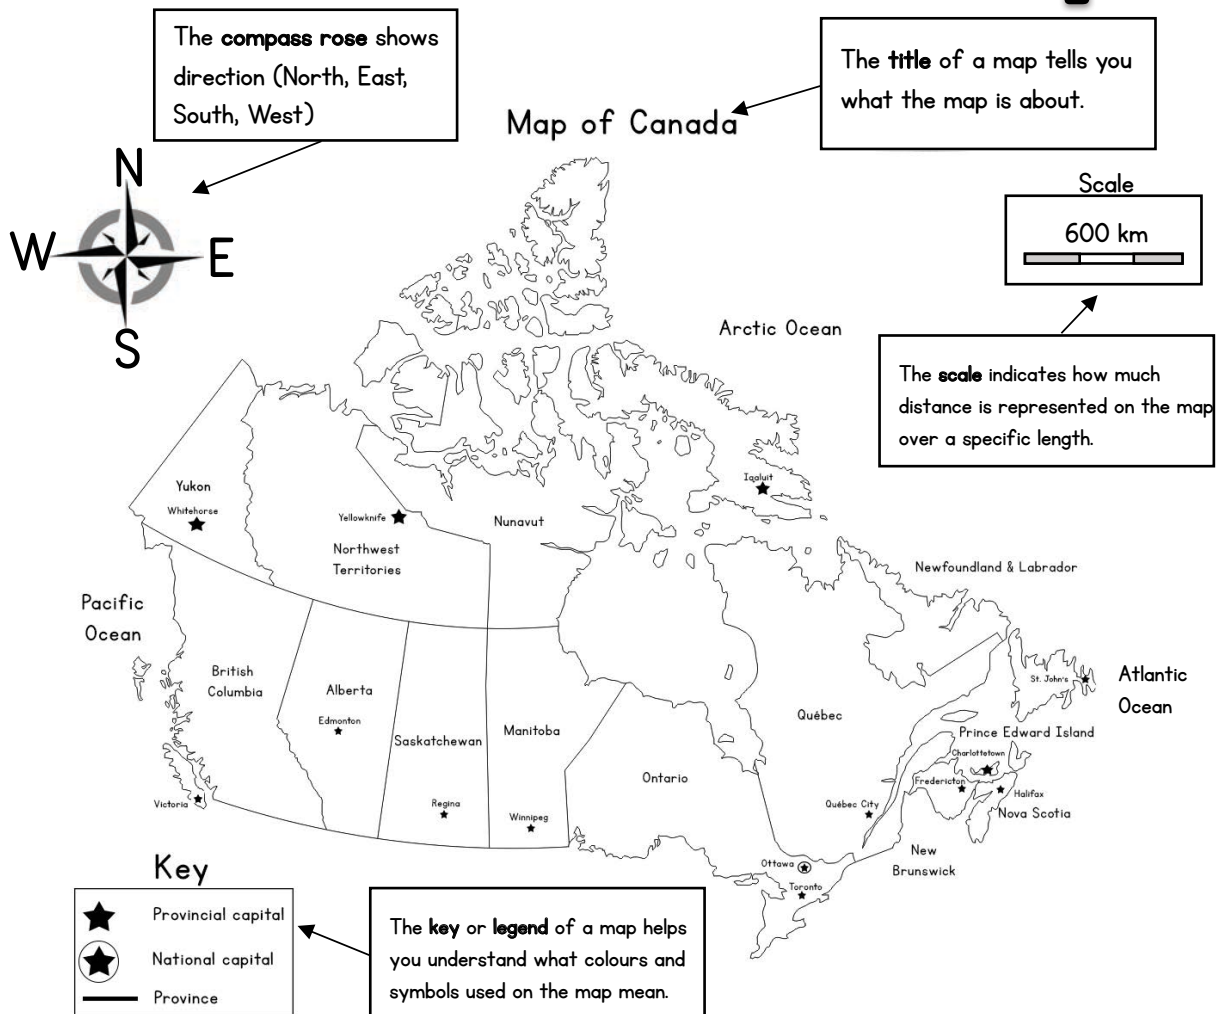 The compass rose shows
direction (North, East,
South, West)
The title of a map tells you
what the map is about.
Map of Canada
N
W
E
S
Scale
600 km
Arctic Ocean
The scale indicates how much
distance is represented on the map
over a specific length.
Iqaluit
Yukon
Whitehorse
Yellowknife
Nunavut
Northwest
Territories
Newfoundland & Labrador
Pacific
Ocean
British
Columbia
Alberta
Edmonton
Saskatchewan
Manitoba
Ontario
Québec
St. John's
Atlantic
Ocean
Prince Edward Island
Charlottetown
Fredericton
Halifax
Nova Scotia
Victoria
Regina
Winnipeg
Québec City
New
Brunswick
Ottawa
Toronto
Key
Provincial capital
National capital
Province
The key or legend of a map helps
you understand what colours and
symbols used on the map mean.